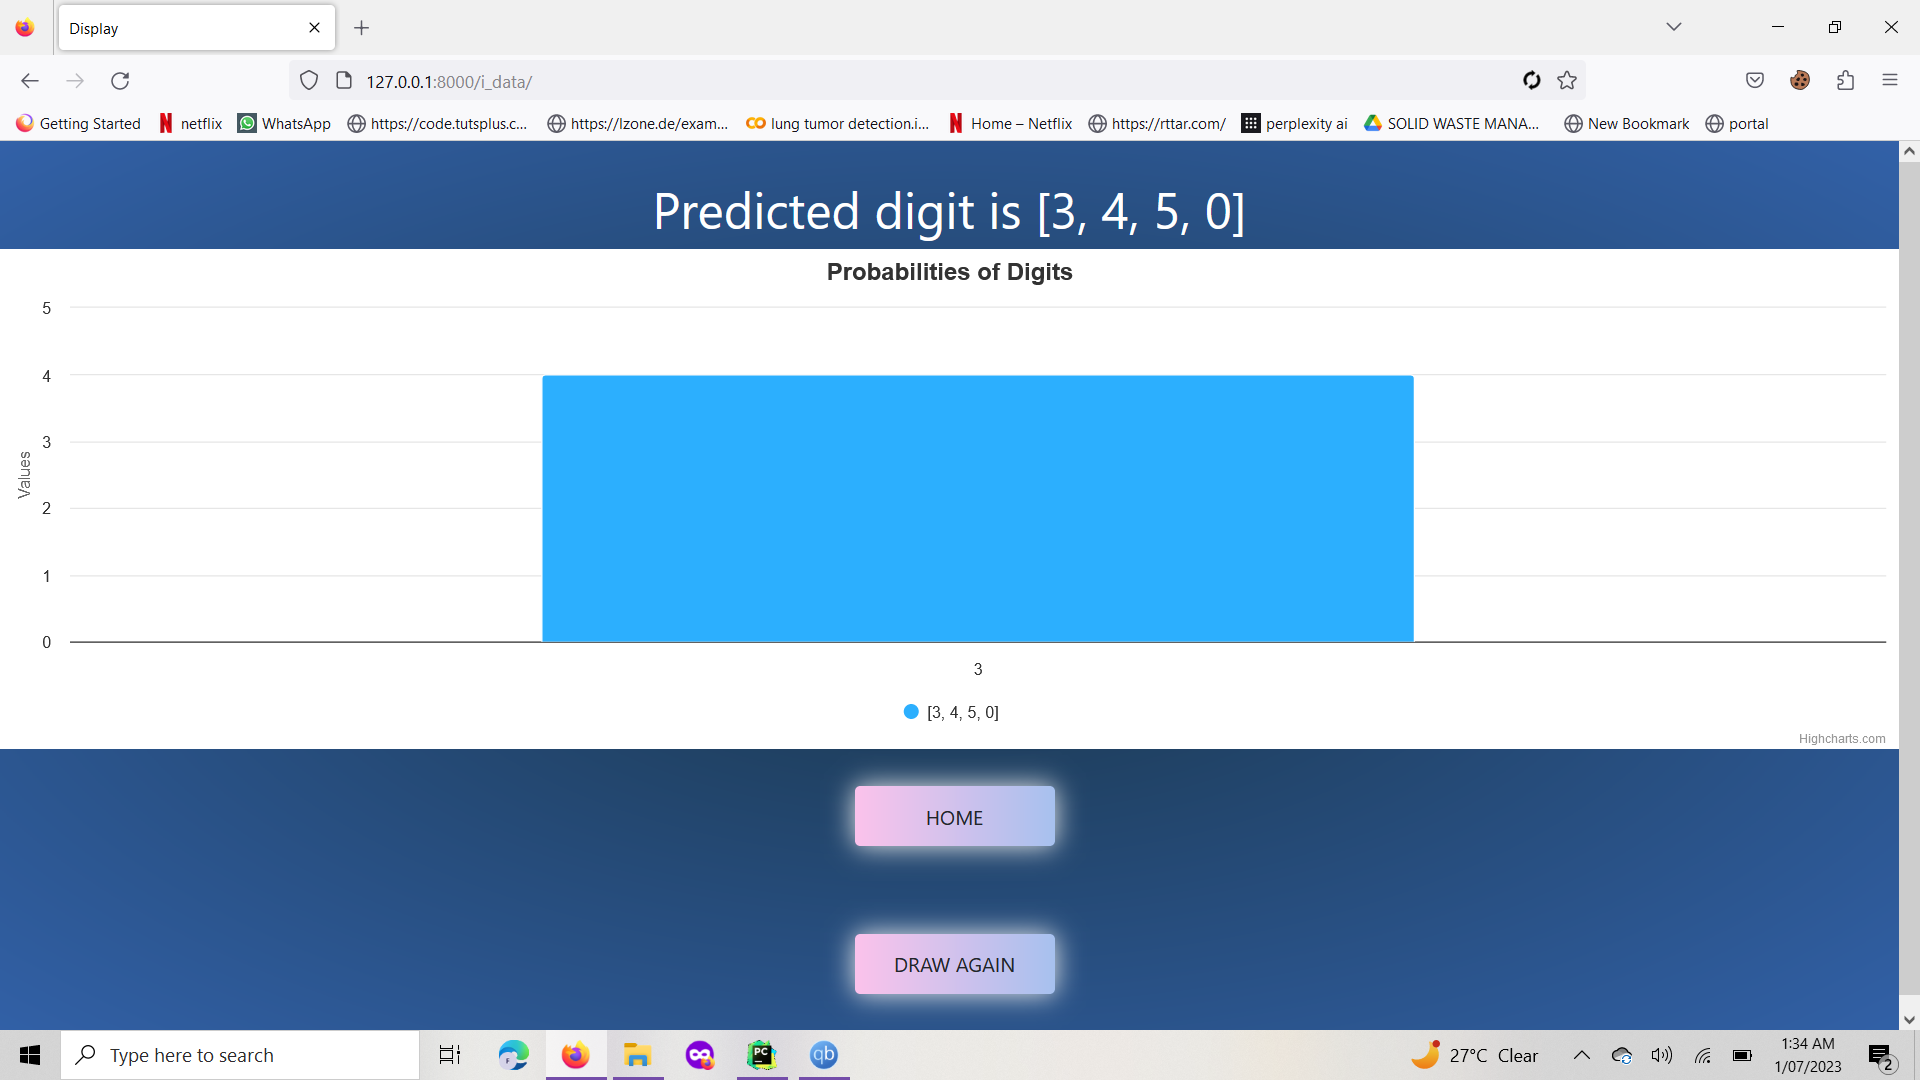 Display
127.0.0.1:8000/i_data/
Getting Started netflix WhatsApp https://code.tutsplus.c... https://lzone.de/exam... lung tumor detection.i... Home – Netflix https://rttar.com/ perplexity ai SOLID WASTE MANA... New Bookmark portal
Predicted digit is [3, 4, 5, 0]
Probabilities of Digits
5
4
3
2
1
0
Values
3
[3, 4, 5, 0]
Highcharts.com
HOME
DRAW AGAIN
Type here to search
PC
qb
27°C Clear
1:34 AM
1/07/2023
2